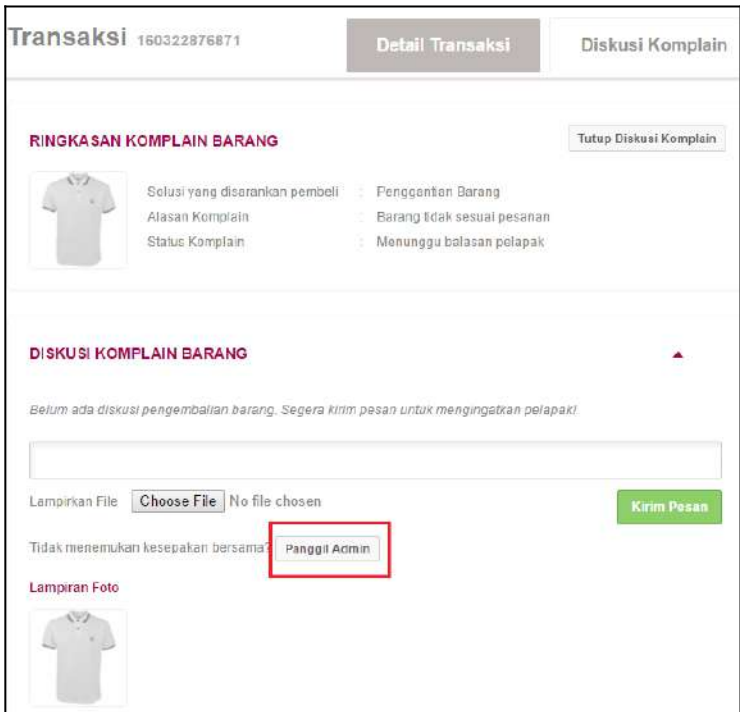 Transaksi 160322876871
Detail Transaksi
Diskusi Komplain
RINGKASAN KOMPLAIN BARANG
Tutup Diskusi Komplain
Solusi yang disarankan pembeli : Penggantian Barang
Alasan Komplain : Barang tidak sesuai pesanan
Status Komplain : Menunggu balasan pelapak
DISKUSI KOMPLAIN BARANG
Belum ada diskusi pengembalian barang. Segera kirim pesan untuk mengingatkan pelapak!
Lampirkan File Choose File No file chosen
Kirim Pesan
Tidak menemukan kesepakan bersama? Panggil Admin
Lampiran Foto